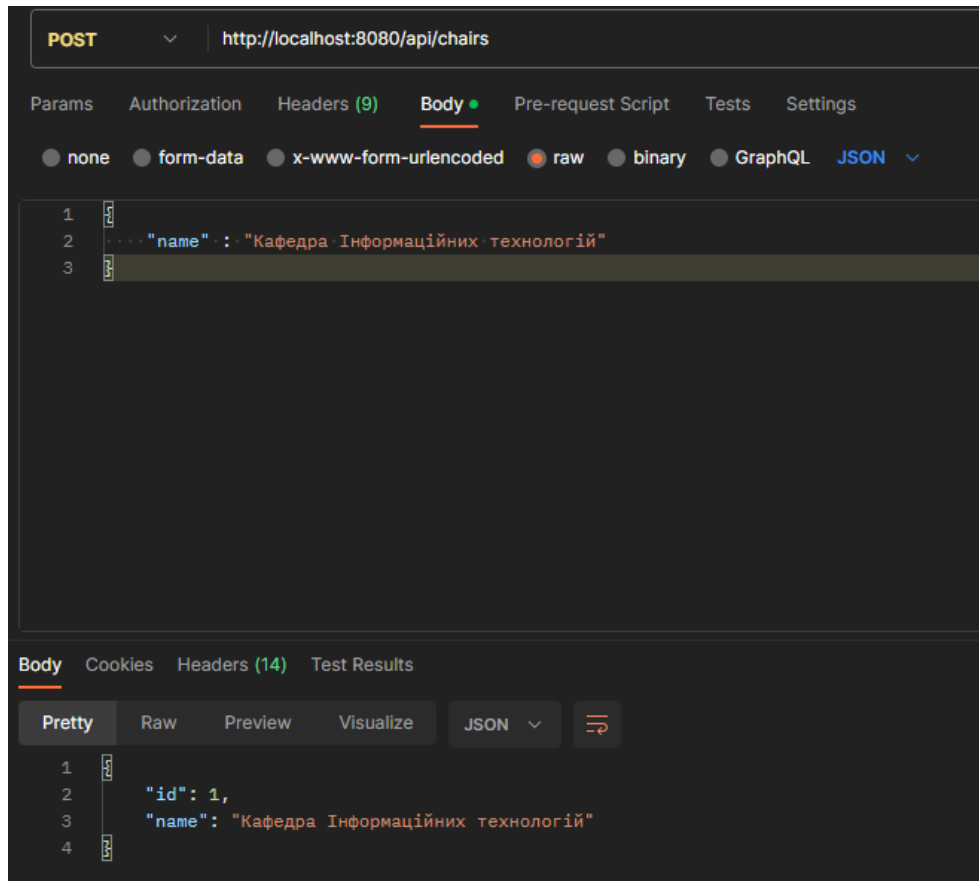 POST http://localhost:8080/api/chairs
Params Authorization Headers (9) Body Pre-request Script Tests Settings
none form-data x-www-form-urlencoded raw binary GraphQL JSON
1 {
2 "name" : "Кафедра Інформаційних технологій"
3 }
Body Cookies Headers (14) Test Results
Pretty Raw Preview Visualize JSON
1 {
2 "id": 1,
3 "name": "Кафедра Інформаційних технологій"
4 }